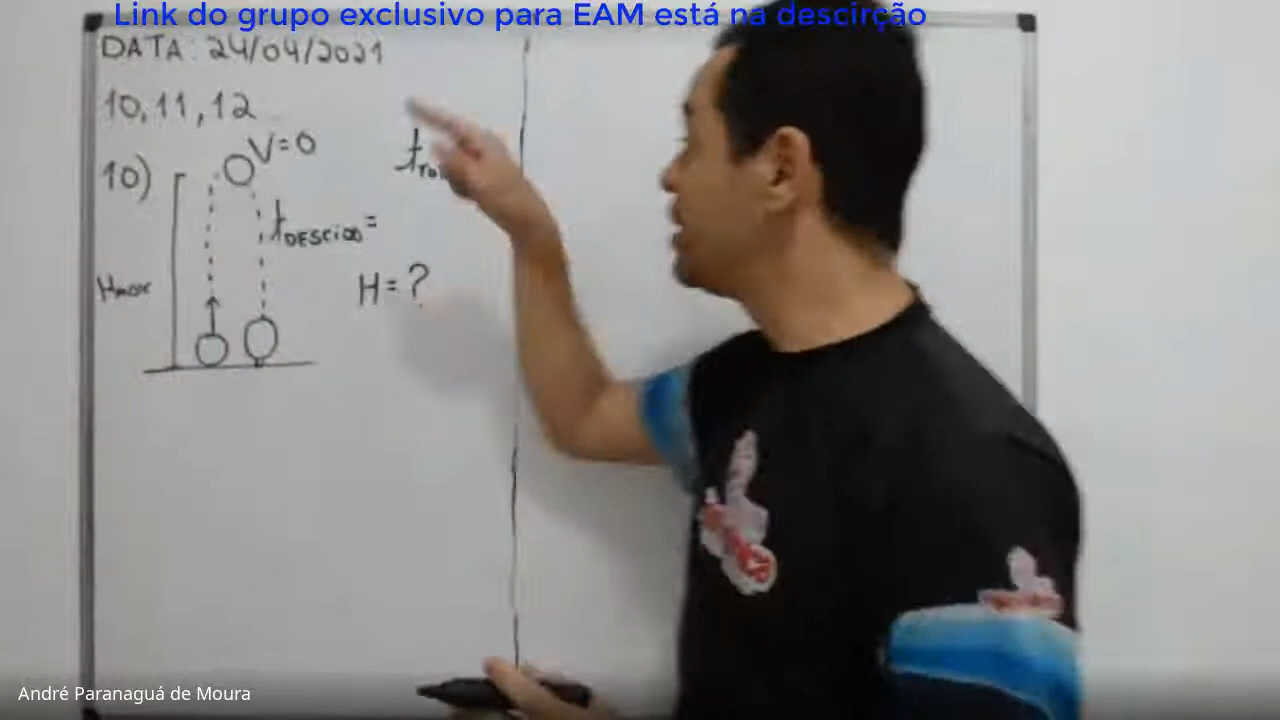 Link do grupo exclusivo para EAM está na descirção
DATA: 24/04/2021
10, 11, 12
V=0
10)
t DESCIDA =
Hmax
H = ?
André Paranaguá de Moura